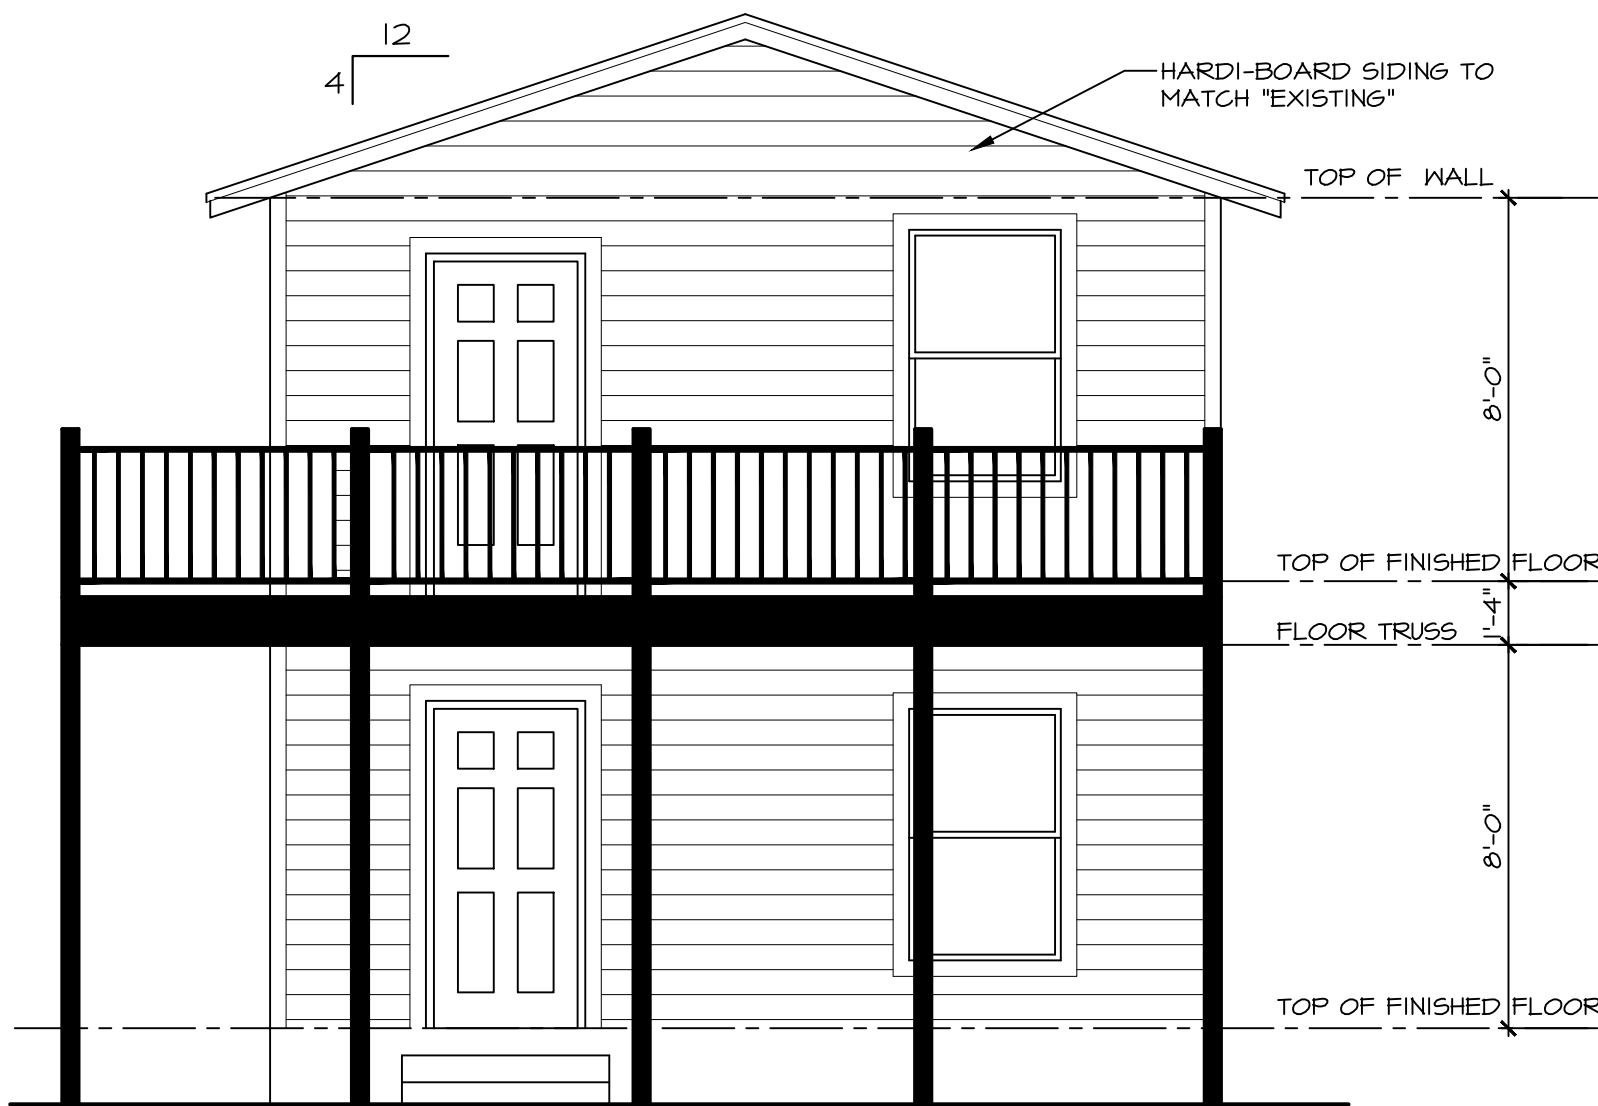 12
4
HARDI-BOARD SIDING TO
MATCH "EXISTING"
TOP OF WALL
8'-0"
TOP OF FINISHED FLOOR
1'-4"
FLOOR TRUSS
8'-0"
TOP OF FINISHED FLOOR